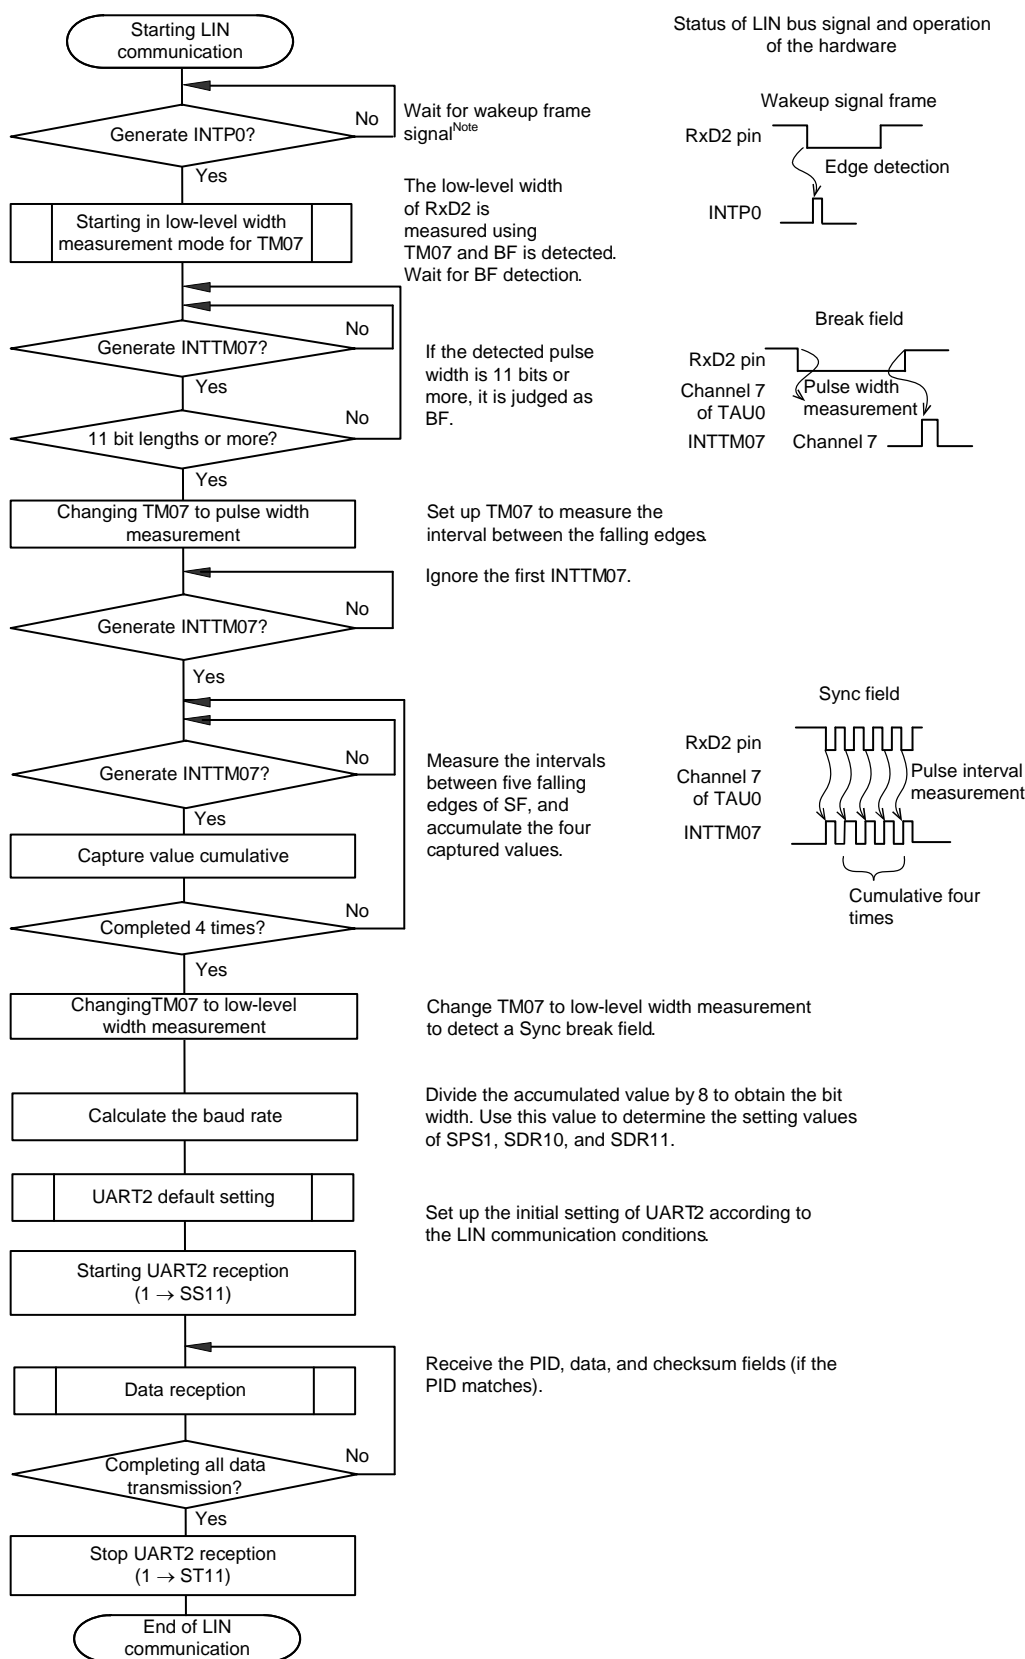 Starting LIN
communication
Status of LIN bus signal and operation
of the hardware
No
Wait for wakeup frame
signalNote
Generate INTP0?
Yes
Wakeup signal frame
RxD2 pin
Edge detection
INTP0
Starting in low-level width
measurement mode for TM07
The low-level width
of RxD2 is
measured using
TM07 and BF is detected.
Wait for BF detection.
No
Generate INTTM07?
Yes
No
11 bit lengths or more?
Yes
If the detected pulse
width is 11 bits or
more, it is judged as
BF.
Break field
RxD2 pin
Channel 7
of TAU0
Pulse width
measurement
INTTM07
Channel 7
Changing TM07 to pulse width
measurement
Set up TM07 to measure the
interval between the falling edges.
Ignore the first INTTM07.
No
Generate INTTM07?
Yes
No
Generate INTTM07?
Yes
Capture value cumulative
No
Completed 4 times?
Yes
Measure the intervals
between five falling
edges of SF, and
accumulate the four
captured values.
Sync field
RxD2 pin
Channel 7
of TAU0
Pulse interval
measurement
INTTM07
Cumulative four
times
ChangingTM07 to low-level
width measurement
Change TM07 to low-level width measurement
to detect a Sync break field.
Calculate the baud rate
Divide the accumulated value by 8 to obtain the bit
width. Use this value to determine the setting values
of SPS1, SDR10, and SDR11.
UART2 default setting
Set up the initial setting of UART2 according to
the LIN communication conditions.
Starting UART2 reception
(1 → SS11)
Data reception
Receive the PID, data, and checksum fields (if the
PID matches).
No
Completing all data
transmission?
Yes
Stop UART2 reception
(1 → ST11)
End of LIN
communication